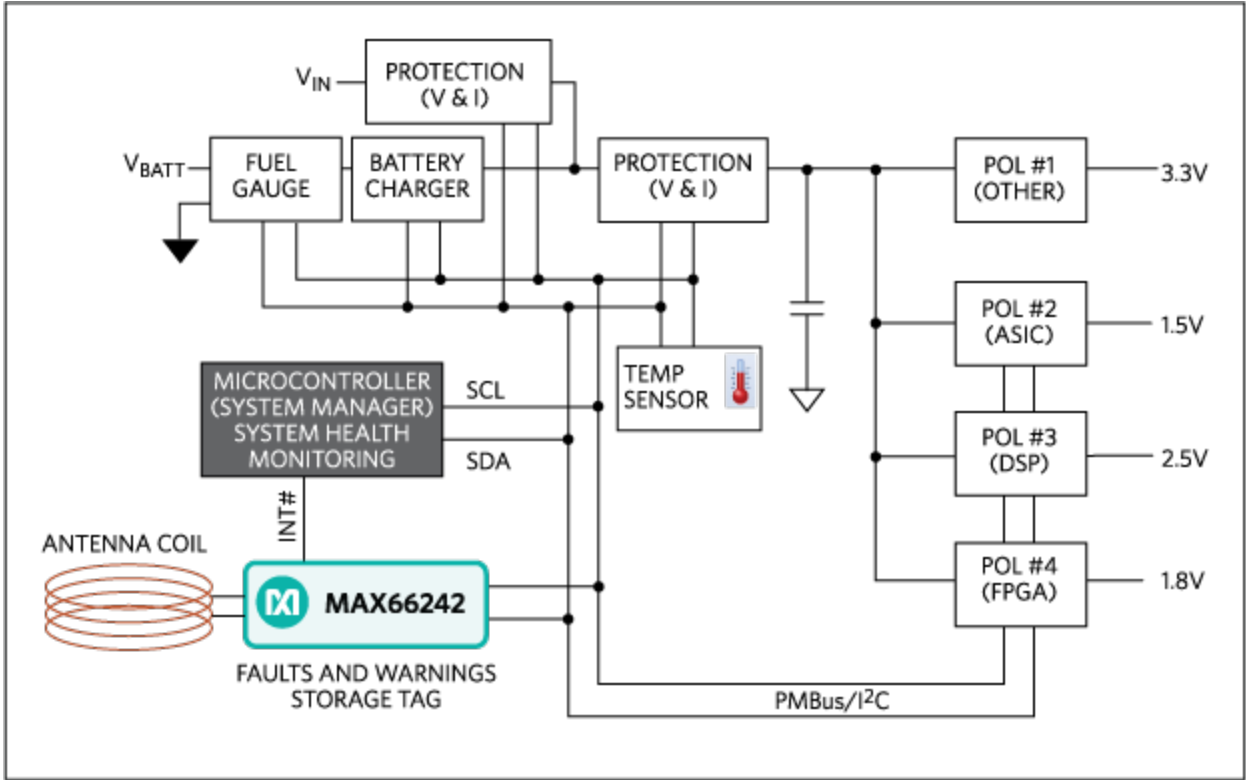 PROTECTION
(V & I)
VIN
VBATT
FUEL
GAUGE
BATTERY
CHARGER
PROTECTION
(V & I)
POL #1
(OTHER)
3.3V
POL #2
(ASIC)
1.5V
TEMP
SENSOR
MICROCONTROLLER
(SYSTEM MANAGER)
SYSTEM HEALTH
MONITORING
SCL
SDA
POL #3
(DSP)
2.5V
INT#
ANTENNA COIL
MAX66242
POL #4
(FPGA)
1.8V
FAULTS AND WARNINGS
STORAGE TAG
PMBus/I²C